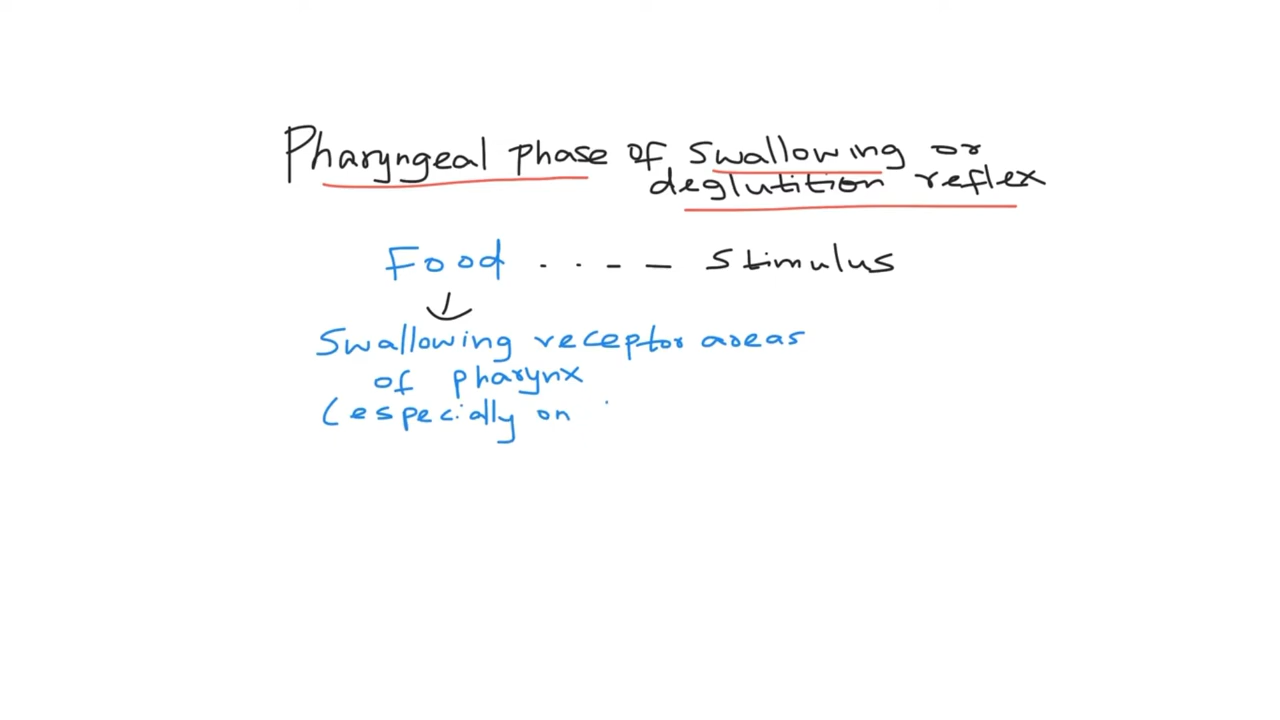 Pharyngeal phase of swallowing or
deglutition reflex
Food . . - - stimulus
Swallowing receptor areas
of pharynx
(especially on